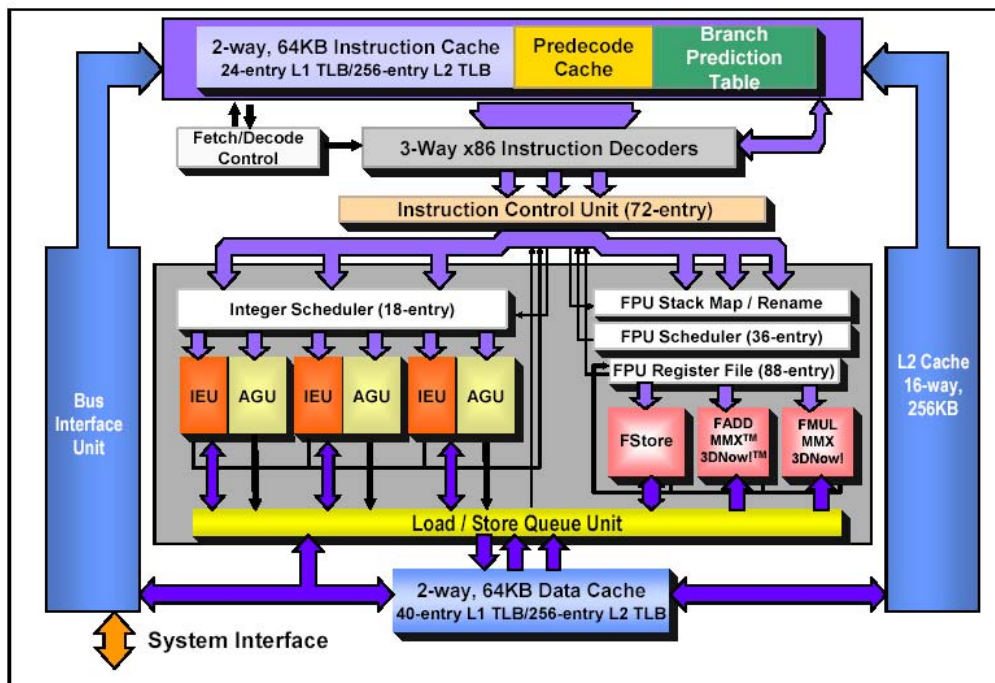 2-way, 64KB Instruction Cache
24-entry L1 TLB/256-entry L2 TLB
Predecode
Cache
Branch
Prediction
Table
Fetch/Decode
Control
3-Way x86 Instruction Decoders
Instruction Control Unit (72-entry)
Bus
Interface
Unit
Integer Scheduler (18-entry)
FPU Stack Map / Rename
FPU Scheduler (36-entry)
FPU Register File (88-entry)
IEU
AGU
IEU
AGU
IEU
AGU
FStore
FADD
MMX™
3DNow!™
FMUL
MMX
3DNow!
L2 Cache
16-way,
256KB
Load / Store Queue Unit
2-way, 64KB Data Cache
40-entry L1 TLB/256-entry L2 TLB
System Interface